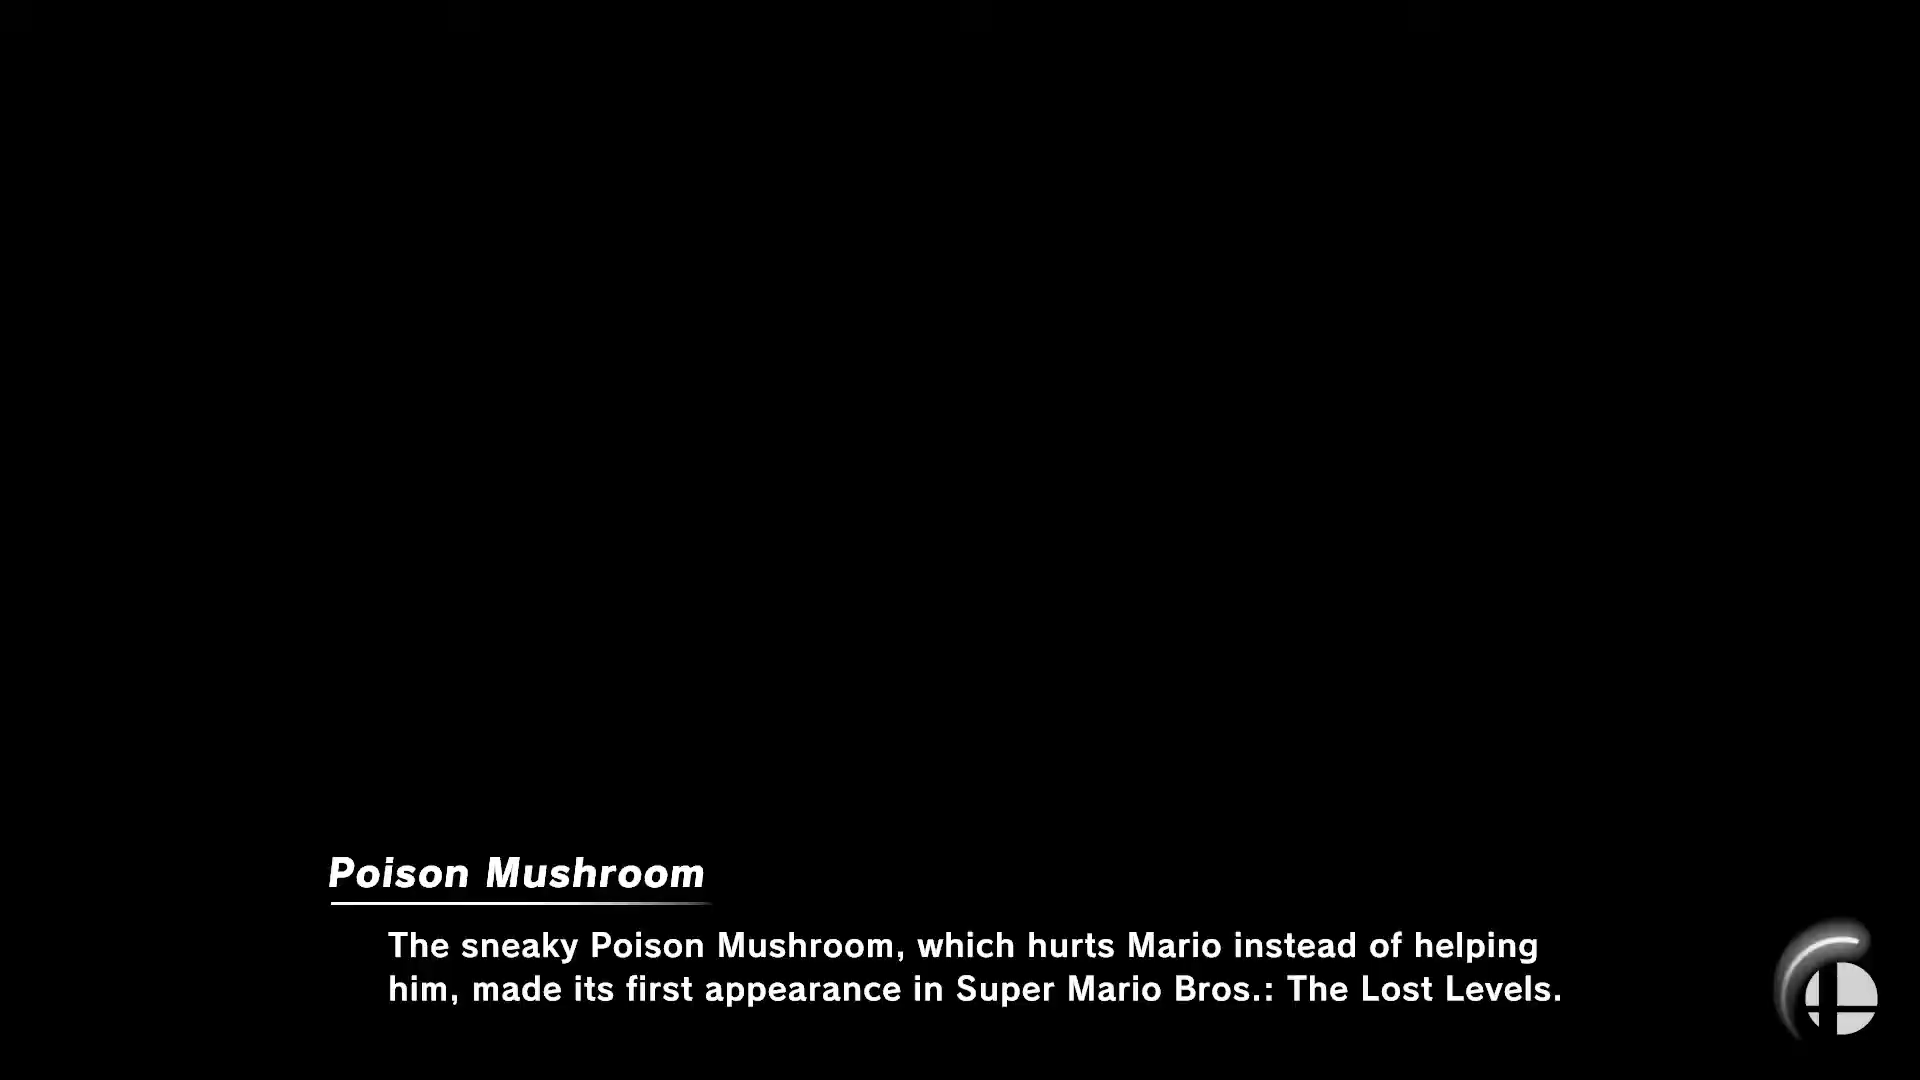 Poison Mushroom
The sneaky Poison Mushroom, which hurts Mario instead of helping
him, made its first appearance in Super Mario Bros.: The Lost Levels.